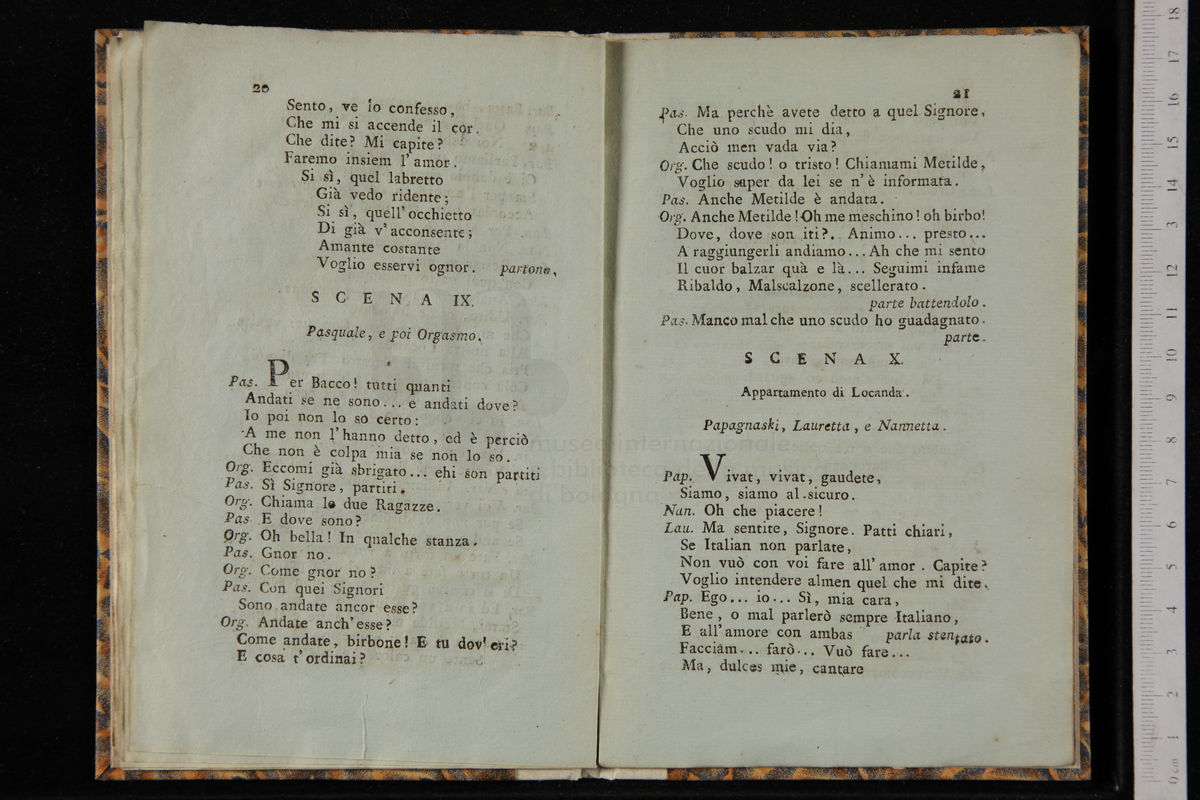 20
Sento, ve lo confesso,
Che mi si accende il cor.
Che dite? Mi capite?
Faremo insiem l'amor.
Si sì, quel labretto
Già vedo ridente;
Si sì, quell'occhietto
Di già v'acconsente;
Amante costante
Voglio esservi ognor. partono,
SCENA IX.
Pasquale, e poi Orgasmo.
Pas. Per Bacco! tutti quanti
Andati se ne sono... e andati dove?
Io poi non lo so certo:
A me non l'hanno detto, ed è perciò
Che non è colpa mia se non lo so.
Org. Eccomi già sbrigato... ehi son partiti
Pas. Sì Signore, partiti.
Org. Chiama le due Ragazze.
Pas. E dove sono?
Org. Oh bella! In qualche stanza.
Pas. Gnor no.
Org. Come gnor no?
Pas. Con quei Signori
Sono andate ancor esse?
Org. Andate anch'esse?
Come andate, birbone! E tu dov'eri?
E cosa t'ordinai?
21
Pas. Ma perchè avete detto a quel Signore,
Che uno scudo mi dia,
Acciò men vada via?
Org. Che scudo! o tristo! Chiamami Metilde,
Voglio saper da lei se n'è informata.
Pas. Anche Metilde è andata.
Org. Anche Metilde! Oh me meschino! oh birbo!
Dove, dove son iti?. Animo... presto...
A raggiungerli andiamo... Ah che mi sento
Il cuor balzar quà e là... Seguimi infame
Ribaldo, Malscalzone, scellerato.
parte battendolo.
Pas. Manco mal che uno scudo ho guadagnato.
parte.
SCENA X.
Appartamento di Locanda.
Papagnaski, Lauretta, e Nannetta.
Pap. Vivat, vivat, gaudete,
Siamo, siamo al sicuro.
Nan. Oh che piacere!
Lau. Ma sentite, Signore. Patti chiari,
Se Italian non parlate,
Non vuò con voi fare all'amor. Capite?
Voglio intendere almen quel che mi dite.
Pap. Ego... io... Sì, mia cara,
Bene, o mal parlerò sempre Italiano,
E all'amore con ambas parla stentato.
Facciam... farò... Vuò fare...
Ma, dulces mie, cantare
museo internazionale
e biblioteca della musica
di bologna